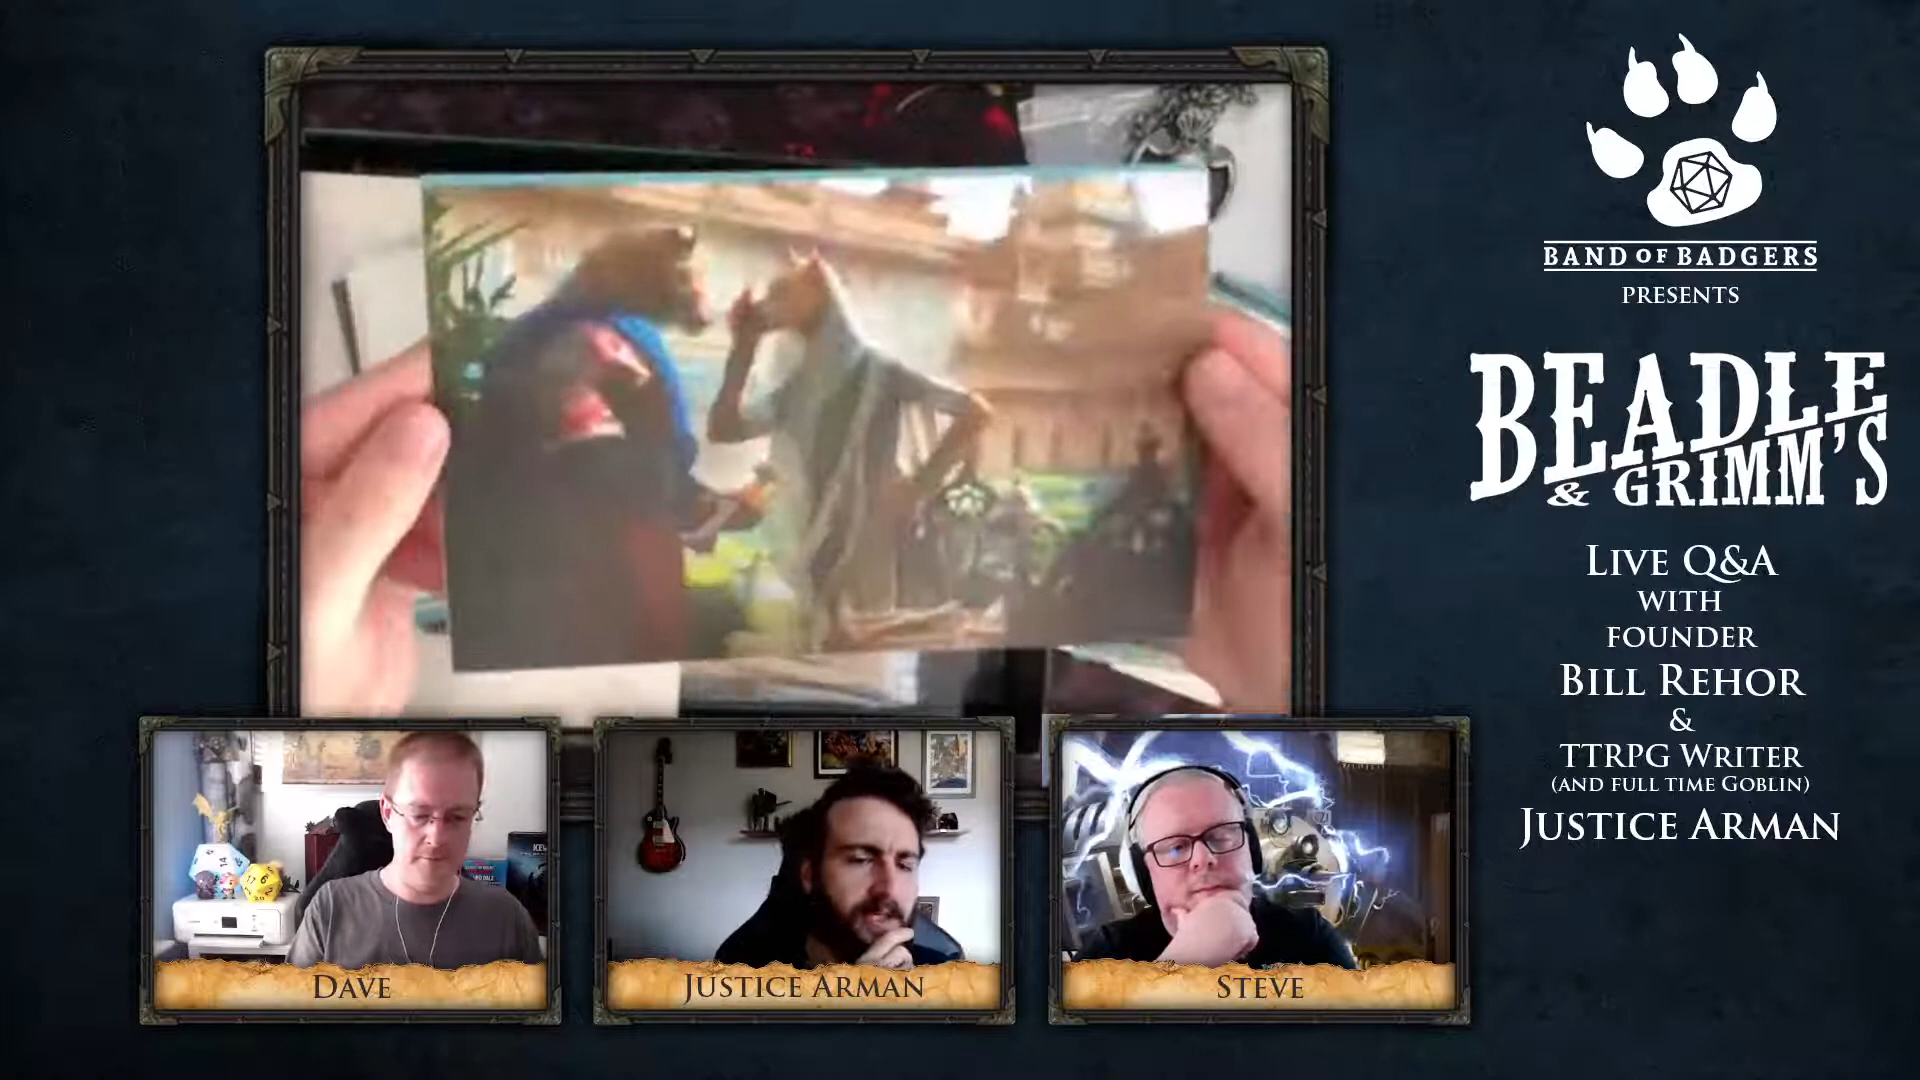 BAND OF BADGERS
PRESENTS
BEADLE
& GRIMM'S
LIVE Q&A
WITH
FOUNDER
BILL REHOR
&
TTRPG WRITER
(AND FULL TIME GOBLIN)
JUSTICE ARMAN
DAVE
JUSTICE ARMAN
STEVE